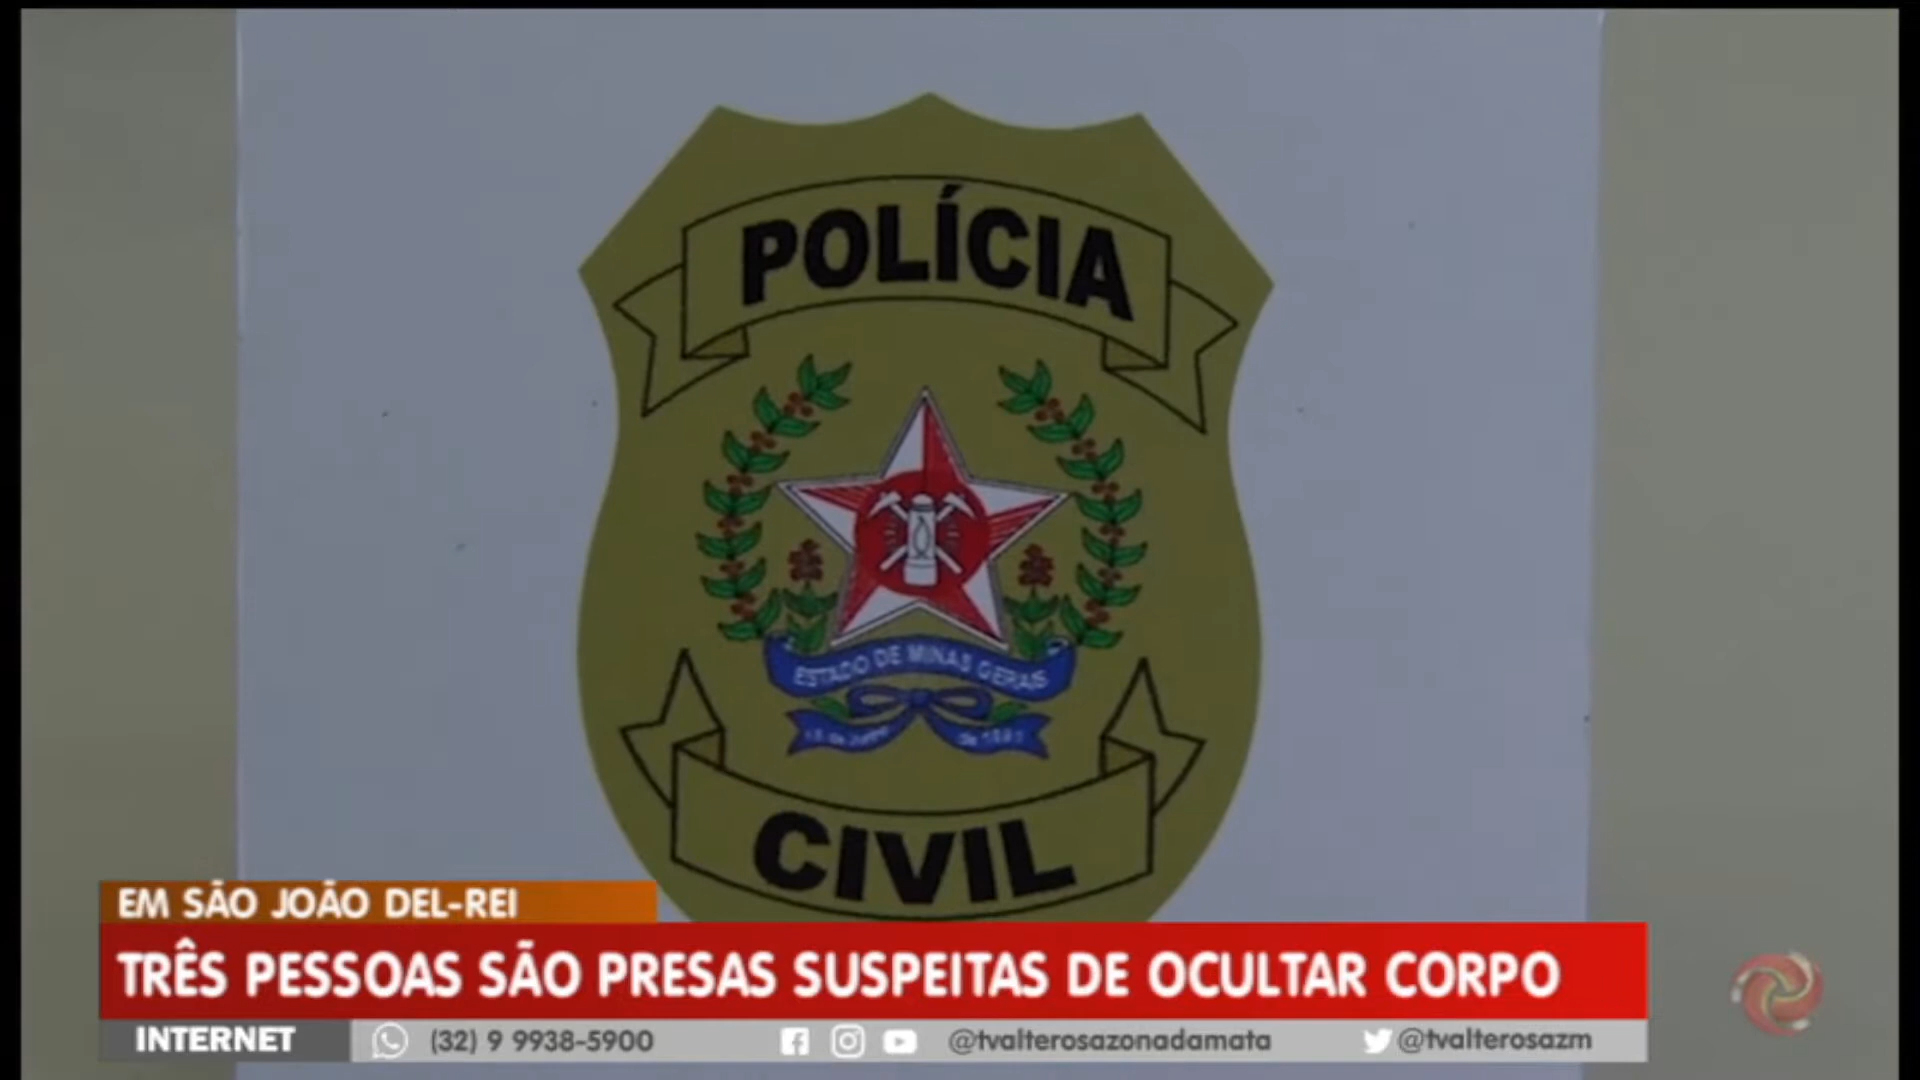 POLÍCIA
ESTADO DE MINAS GERAIS
CIVIL
EM SÃO JOÃO DEL-REI
TRÊS PESSOAS SÃO PRESAS SUSPEITAS DE OCULTAR CORPO
INTERNET (32) 9 9938-5900 @tvalterosazonadamata @tvalterosazm